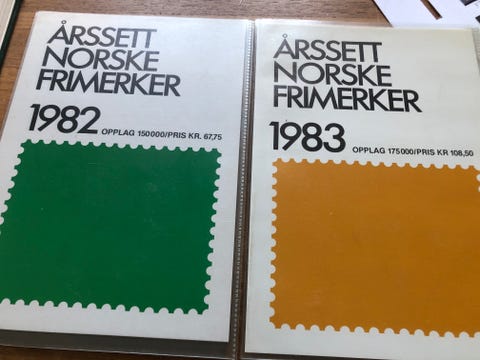 ÅRSSETT
NORSKE
FRIMERKER
1982 OPPLAG 150000/PRIS KR. 67,75
ÅRSSETT
NORSKE
FRIMERKER
1983 OPPLAG 175000/PRIS KR 108,50